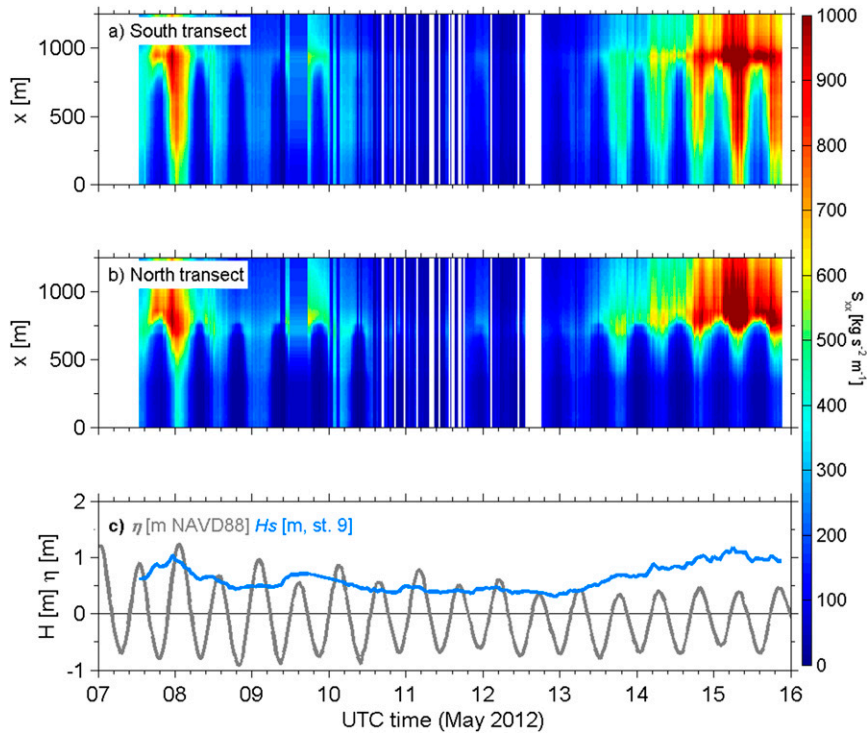 a) South transect
1000
500
0
x [m]
b) North transect
1000
500
0
x [m]
c) η [m NAVD88] Hs [m, st. 9]
2
1
0
-1
H [m] η [m]
07 08 09 10 11 12 13 14 15 16
UTC time (May 2012)
1000
900
800
700
600
500
400
300
200
100
0
Sxx [kg s-2 m-1]